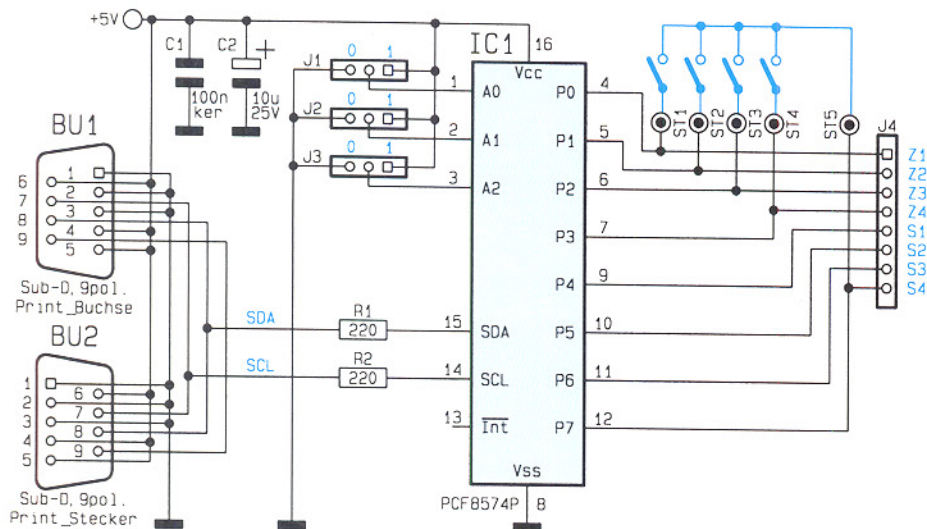 +5V
C1
C2
+
100n
ker
10u
25V
J1
0 1
J2
0 1
J3
0 1
IC1
16
Vcc
1 A0
2 A1
3 A2
15 SDA
14 SCL
13 Int
P0 4
P1 5
P2 6
P3 7
P4 9
P5 10
P6 11
P7 12
Vss
PCF8574P 8
ST1
ST2
ST3
ST4
ST5
J4
Z1
Z2
Z3
Z4
S1
S2
S3
S4
BU1
1
6
2
7
3
8
4
9
5
Sub-D, 9pol.
Print_Buchse
SDA
R1
220
SCL
R2
220
BU2
1
6
2
7
3
8
4
9
5
Sub-D, 9pol.
Print_Stecker